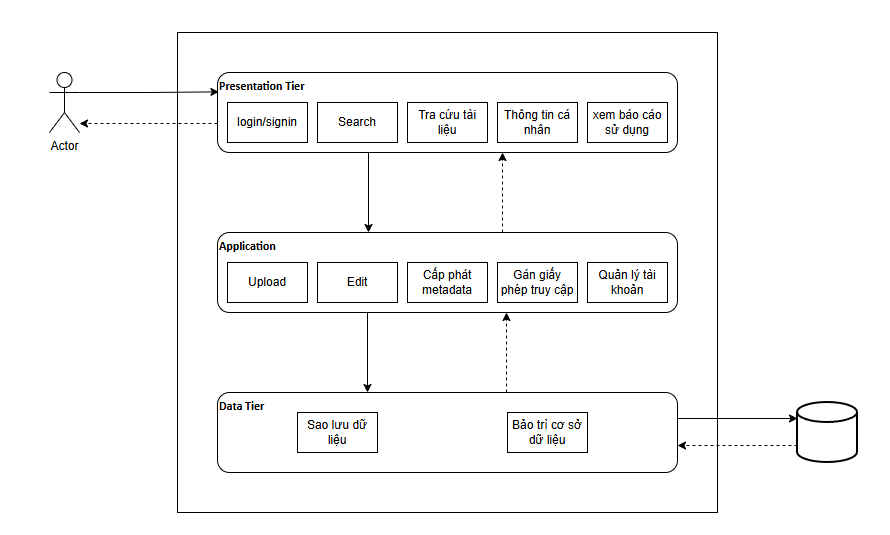 Presentation Tier
login/signin
Search
Tra cứu tài
liệu
Thông tin cá
nhân
xem báo cáo
sử dụng
Actor
Application
Upload
Edit
Cấp phát
metadata
Gán giấy
phép truy cập
Quản lý tài
khoản
Data Tier
Sao lưu dữ
liệu
Bảo trì cơ sở
dữ liệu